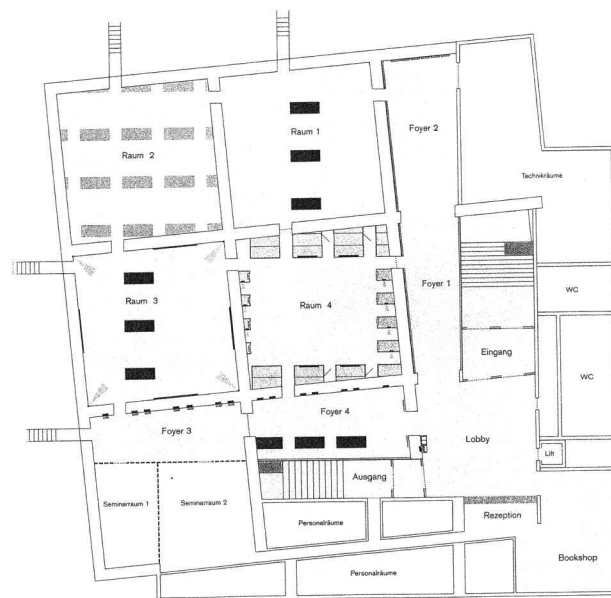 Foyer 2
Raum 1
Raum 2
Technikräume
Foyer 1
WC
Raum 3
Raum 4
Eingang
WC
Foyer 4
Foyer 3
Lobby
Lift
Ausgang
Seminarraum 1
Seminarraum 2
Rezeption
Personalräume
Bookshop
Personalräume